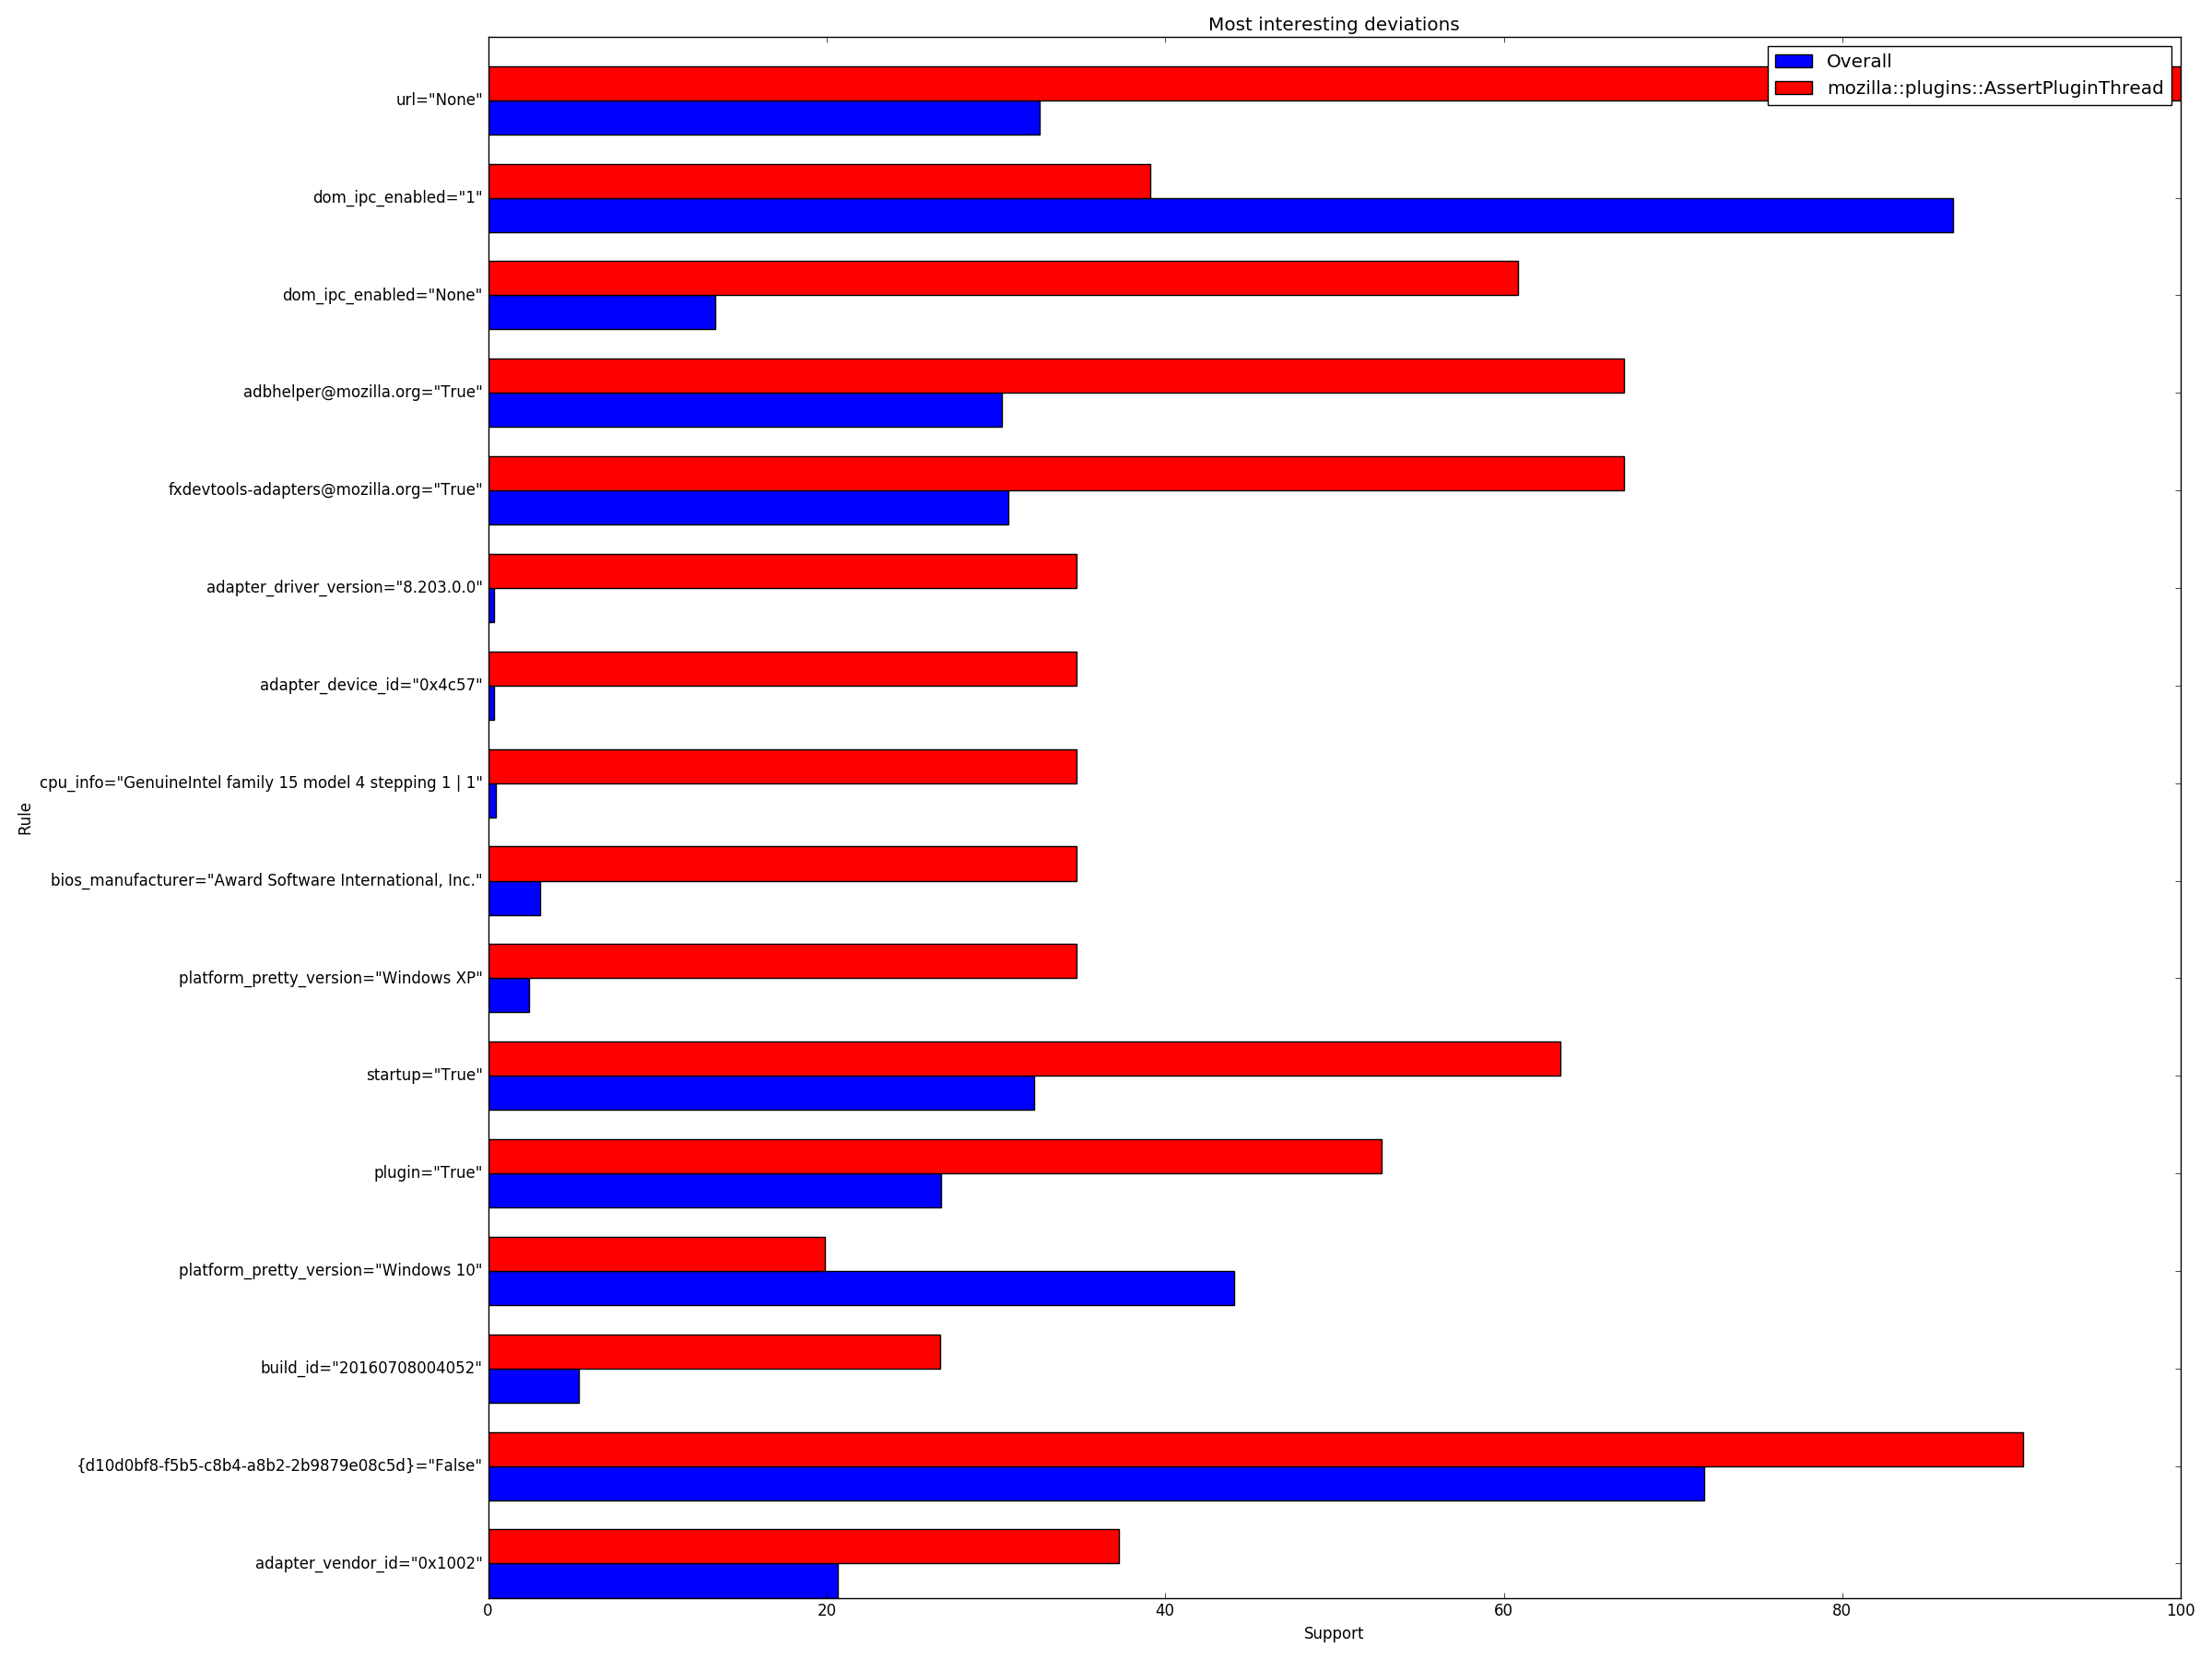 Most interesting deviations
Overall
mozilla::plugins::AssertPluginThread
url="None"
dom_ipc_enabled="1"
dom_ipc_enabled="None"
adbhelper@mozilla.org="True"
fxdevtools-adapters@mozilla.org="True"
adapter_driver_version="8.203.0.0"
adapter_device_id="0x4c57"
cpu_info="GenuineIntel family 15 model 4 stepping 1 | 1"
bios_manufacturer="Award Software International, Inc."
platform_pretty_version="Windows XP"
startup="True"
plugin="True"
platform_pretty_version="Windows 10"
build_id="20160708004052"
{d10d0bf8-f5b5-c8b4-a8b2-2b9879e08c5d}="False"
adapter_vendor_id="0x1002"
Rule
0 20 40 60 80 100
Support